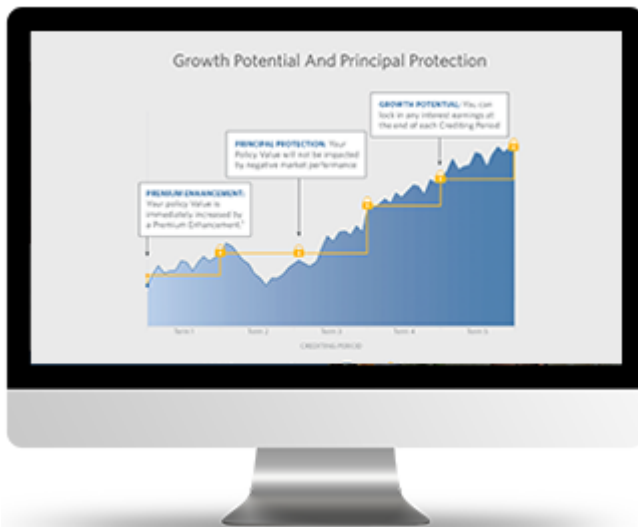 Growth Potential And Principal Protection
GROWTH POTENTIAL: You can
lock in any interest earnings at
the end of each Crediting Period
PRINCIPAL PROTECTION: Your
Policy Value will not be impacted
by negative market performance
PREMIUM ENHANCEMENT:
Your policy Value is
immediately increased by
a Premium Enhancement.¹
Term 1
Term 2
Term 3
Term 4
Term 5
CREDITING PERIOD